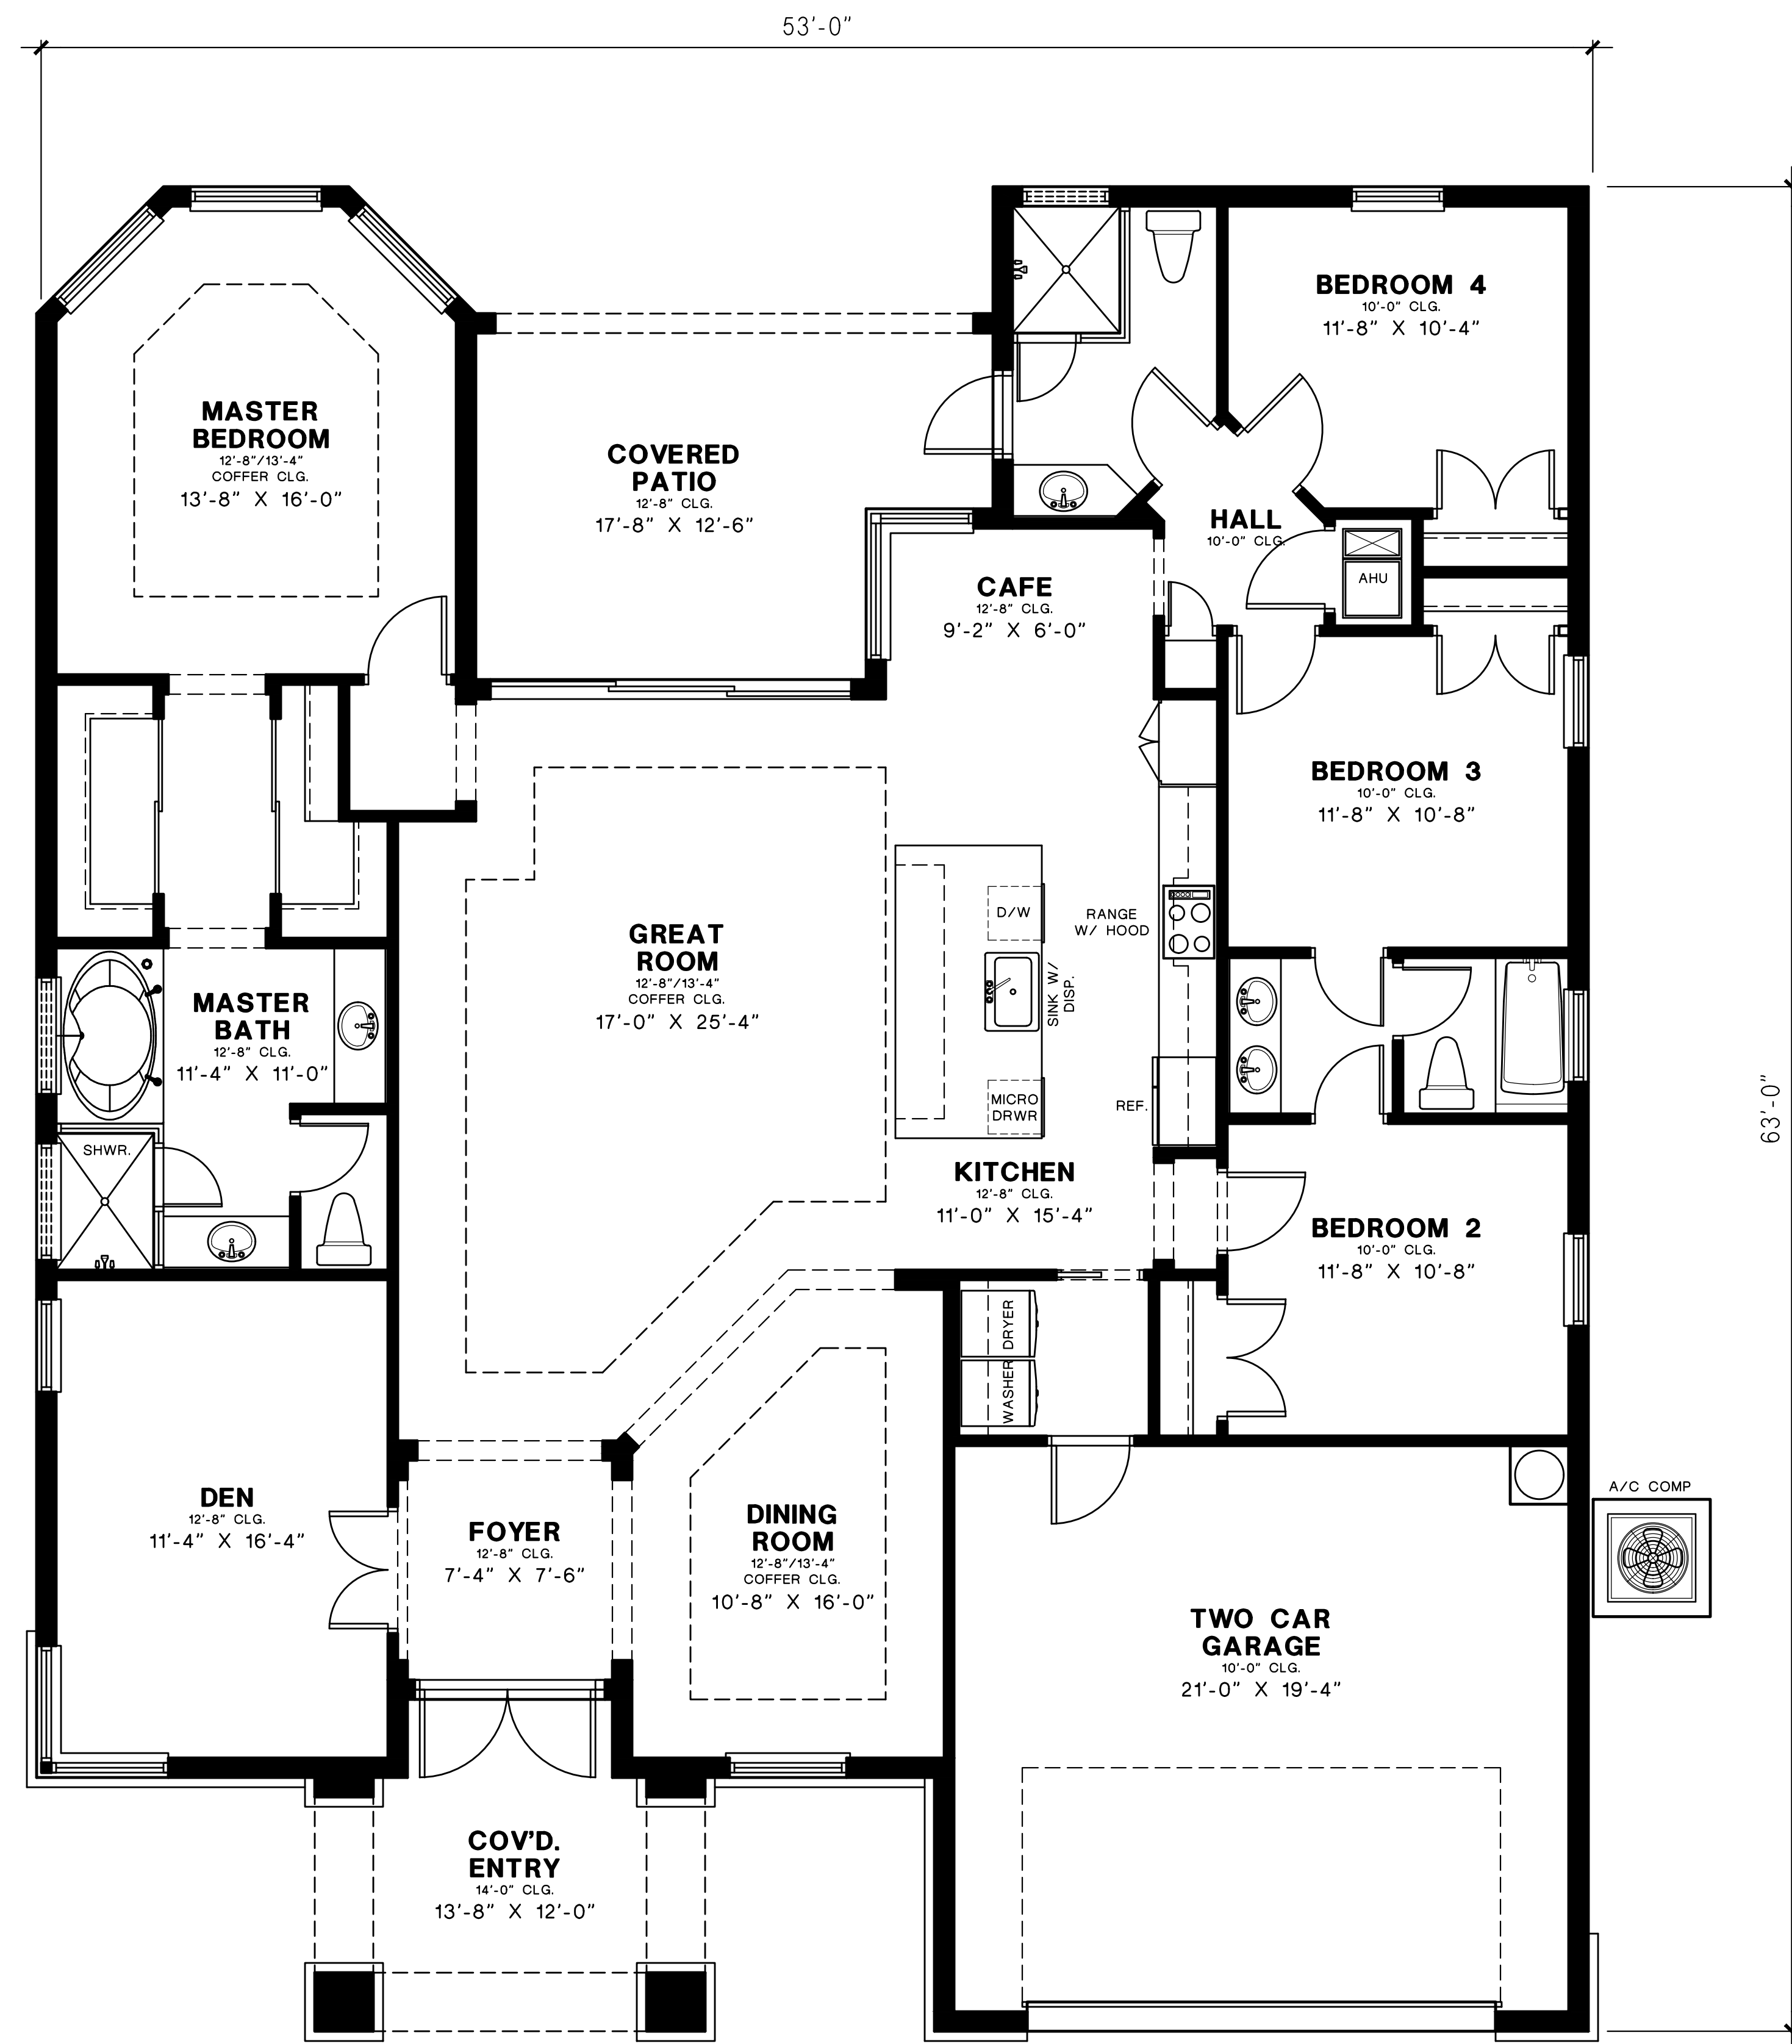 53'-0"
BEDROOM 4
10'-0" CLG.
11'-8" X 10'-4"
MASTER
BEDROOM
12'-8"/13'-4"
COFFER CLG.
13'-8" X 16'-0"
COVERED
PATIO
12'-8" CLG.
17'-8" X 12'-6"
HALL
10'-0" CLG.
AHU
CAFE
12'-8" CLG.
9'-2" X 6'-0"
BEDROOM 3
10'-0" CLG.
11'-8" X 10'-8"
GREAT
ROOM
12'-8"/13'-4"
COFFER CLG.
17'-0" X 25'-4"
D/W
RANGE
W/ HOOD
SINK W/
DISP.
MASTER
BATH
12'-8" CLG.
11'-4" X 11'-0"
MICRO
DRWR
REF.
63'-0"
SHWR.
KITCHEN
12'-8" CLG.
11'-0" X 15'-4"
BEDROOM 2
10'-0" CLG.
11'-8" X 10'-8"
DRYER
WASHER
DEN
12'-8" CLG.
11'-4" X 16'-4"
FOYER
12'-8" CLG.
7'-4" X 7'-6"
DINING
ROOM
12'-8"/13'-4"
COFFER CLG.
10'-8" X 16'-0"
A/C COMP
TWO CAR
GARAGE
10'-0" CLG.
21'-0" X 19'-4"
COV'D.
ENTRY
14'-0" CLG.
13'-8" X 12'-0"